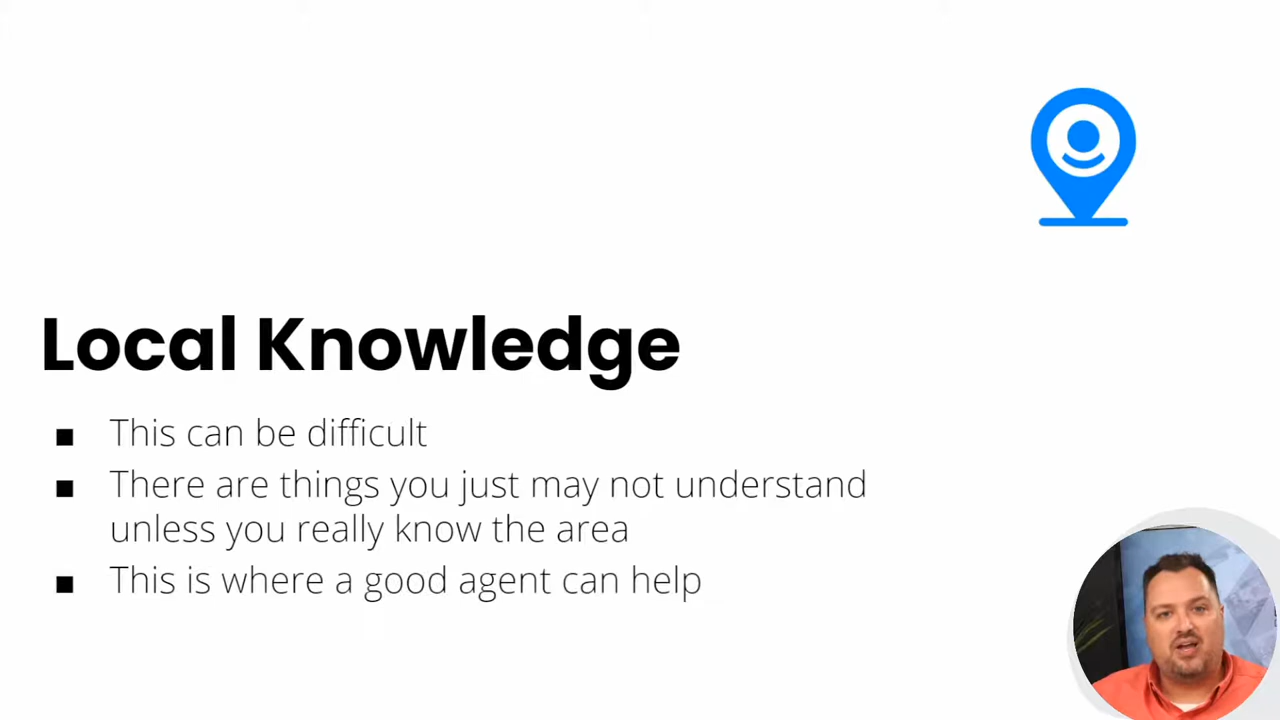 Local Knowledge
This can be difficult
There are things you just may not understand
unless you really know the area
This is where a good agent can help